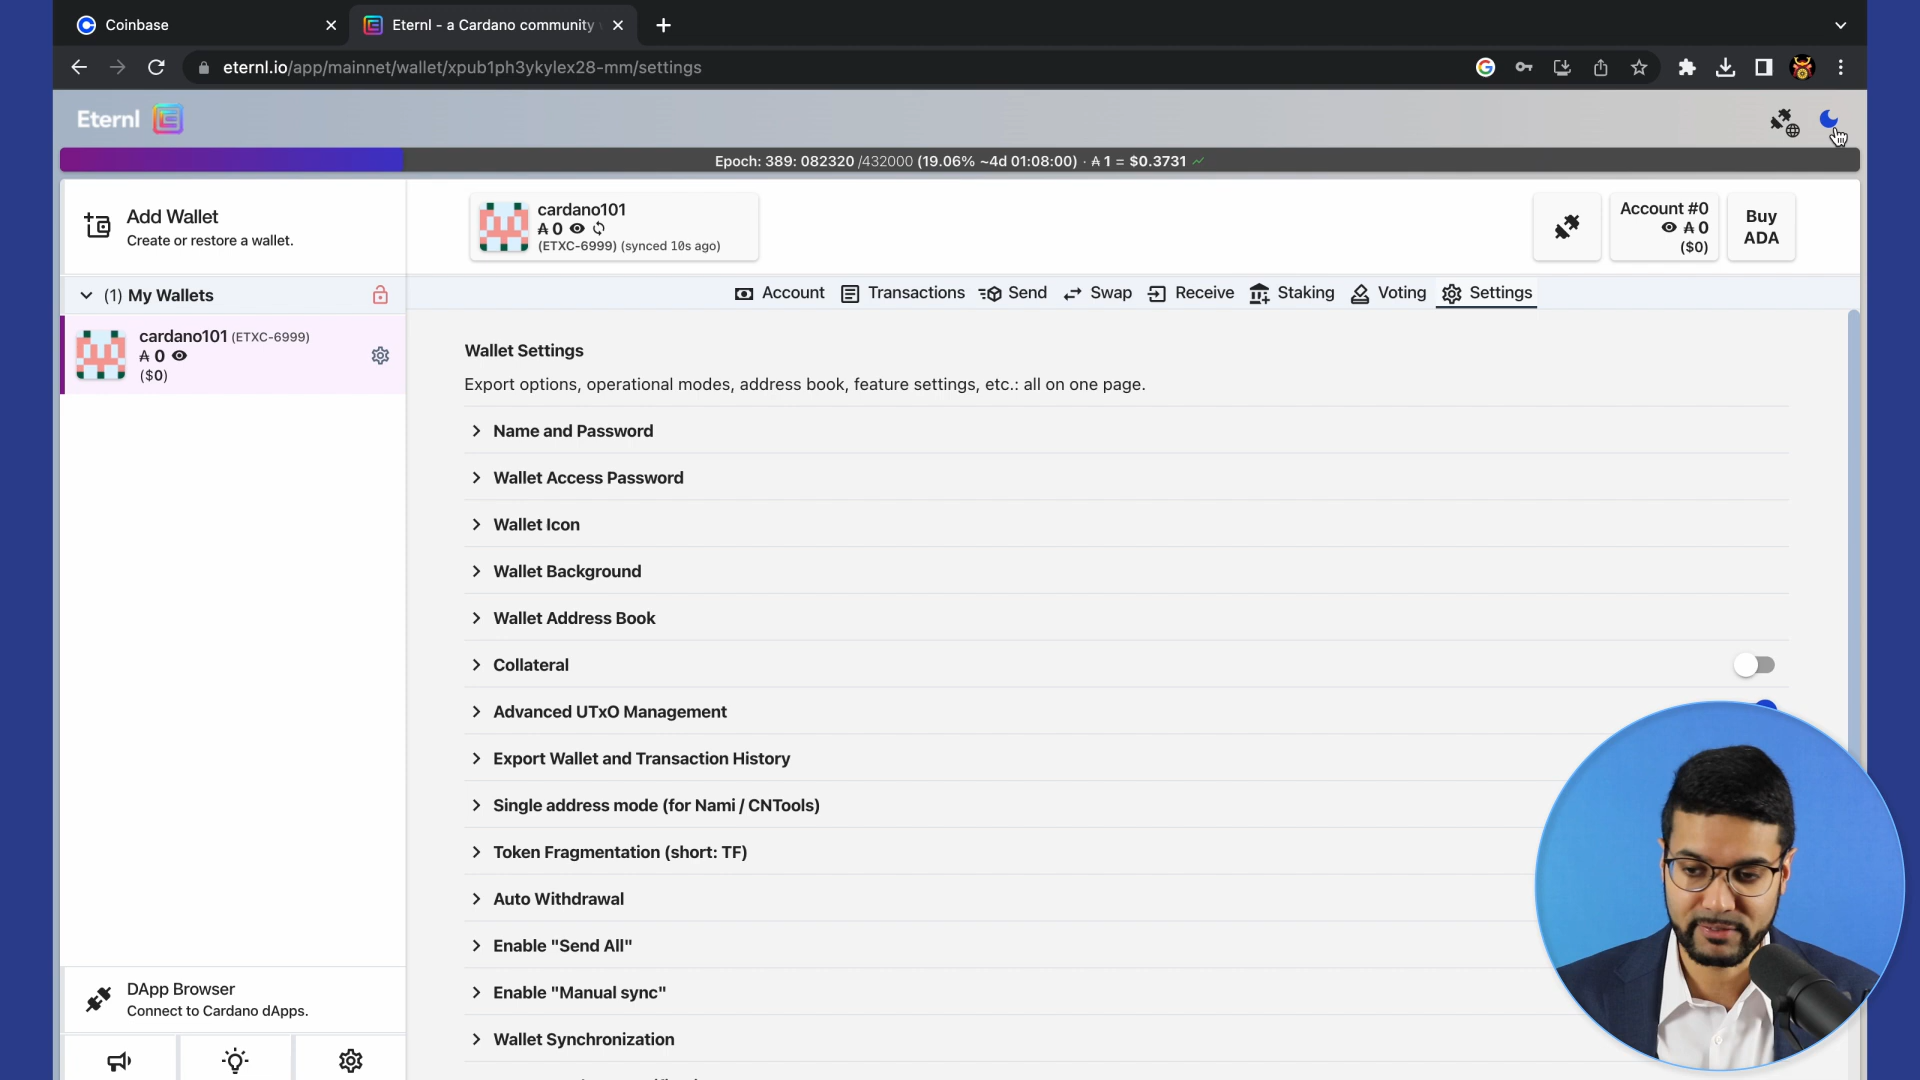 Coinbase
Eternl - a Cardano community
eternl.io/app/mainnet/wallet/xpub1ph3ykylex28-mm/settings
Eternl
Epoch: 389: 082320 /432000 (19.06% ~4d 01:08:00) · ₳ 1 = $0.3731
Add Wallet
Create or restore a wallet.
cardano101
₳ 0
(ETXC-6999) (synced 10s ago)
Account #0
₳ 0
($0)
Buy
ADA
(1) My Wallets
Account
Transactions
Send
Swap
Receive
Staking
Voting
Settings
cardano101 (ETXC-6999)
₳ 0
($0)
Wallet Settings
Export options, operational modes, address book, feature settings, etc.: all on one page.
Name and Password
Wallet Access Password
Wallet Icon
Wallet Background
Wallet Address Book
Collateral
Advanced UTxO Management
Export Wallet and Transaction History
Single address mode (for Nami / CNTools)
Token Fragmentation (short: TF)
Auto Withdrawal
Enable "Send All"
Enable "Manual sync"
Wallet Synchronization
DApp Browser
Connect to Cardano dApps.